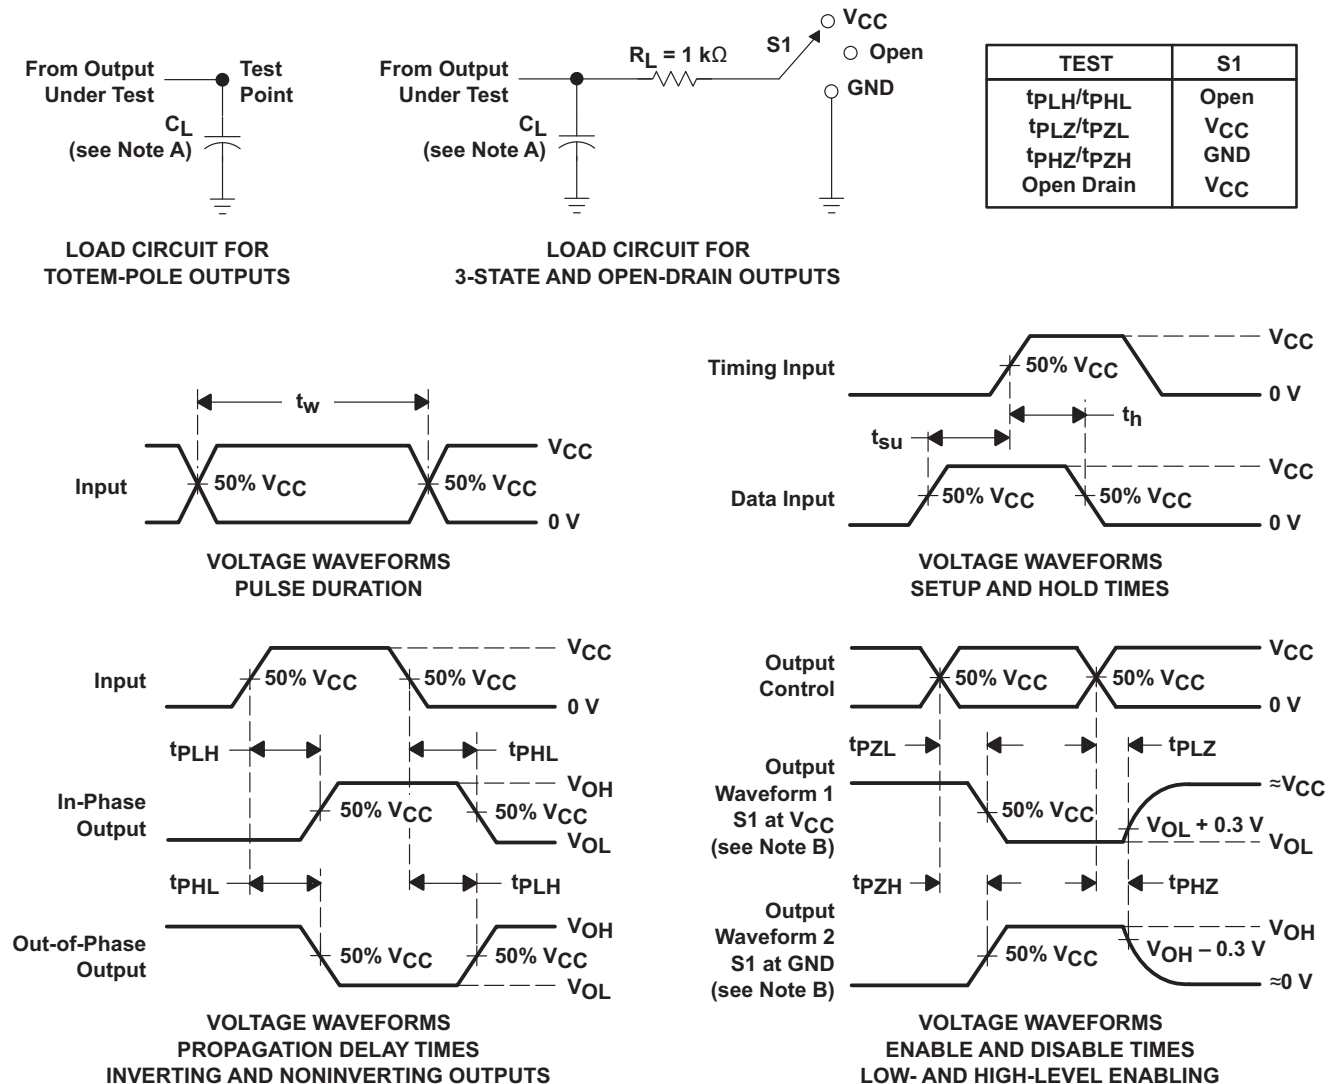 From Output
Under Test
Test
Point
CL
(see Note A)
LOAD CIRCUIT FOR
TOTEM-POLE OUTPUTS
From Output
Under Test
CL
(see Note A)
RL = 1 kΩ
S1
VCC
Open
GND
LOAD CIRCUIT FOR
3-STATE AND OPEN-DRAIN OUTPUTS
TEST S1
tPLH/tPHL Open
tPLZ/tPZL VCC
tPHZ/tPZH GND
Open Drain VCC
tw
Input
50% VCC
50% VCC
VCC
0 V
VOLTAGE WAVEFORMS
PULSE DURATION
Timing Input
50% VCC
VCC
0 V
tsu
th
Data Input
50% VCC
50% VCC
VCC
0 V
VOLTAGE WAVEFORMS
SETUP AND HOLD TIMES
Input
50% VCC
50% VCC
VCC
0 V
tPLH
tPHL
In-Phase
Output
50% VCC
50% VCC
VOH
VOL
tPHL
tPLH
Out-of-Phase
Output
50% VCC
50% VCC
VOH
VOL
VOLTAGE WAVEFORMS
PROPAGATION DELAY TIMES
INVERTING AND NONINVERTING OUTPUTS
Output
Control
50% VCC
50% VCC
VCC
0 V
tPZL
tPLZ
Output
Waveform 1
S1 at VCC
(see Note B)
50% VCC
VOL + 0.3 V
≈VCC
VOL
tPZH
tPHZ
Output
Waveform 2
S1 at GND
(see Note B)
50% VCC
VOH – 0.3 V
VOH
≈0 V
VOLTAGE WAVEFORMS
ENABLE AND DISABLE TIMES
LOW- AND HIGH-LEVEL ENABLING